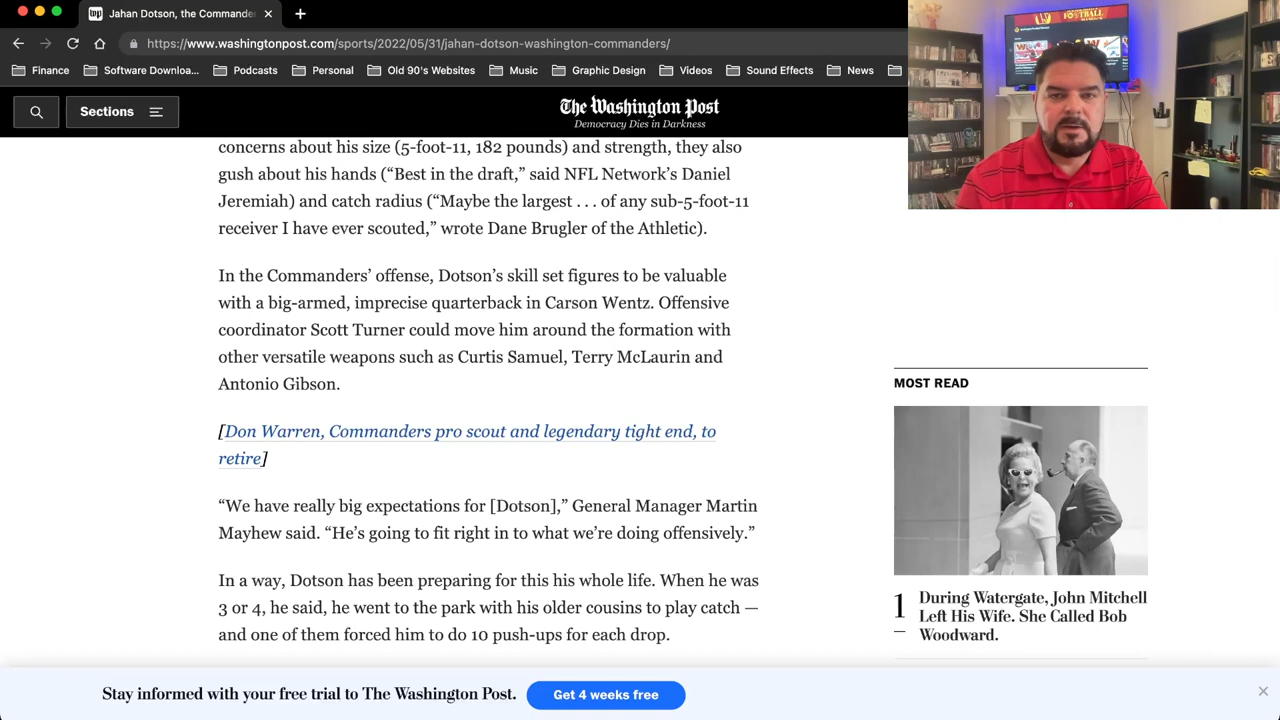 Jahan Dotson, the Commande
https://www.washingtonpost.com/sports/2022/05/31/jahan-dotson-washington-commanders/
Finance
Software Downloa...
Podcasts
Personal
Old
Websites
Music
Graphic Design
Videos
Sound Effects
News
Sections
The Washington Post
Democracy Dies in Darkness
concerns about his size (5-foot-11, 182 pounds) and strength, they also
gush about his hands (“Best in the draft,” said NFL Network’s Daniel
Jeremiah) and catch radius (“Maybe the largest . . . of any sub-5-foot-11
receiver I have ever scouted,” wrote Dane Brugler of the Athletic).
In the Commanders’ offense, Dotson’s skill set figures to be valuable
with a big-armed, imprecise quarterback in Carson Wentz. Offensive
coordinator Scott Turner could move him around the formation with
other versatile weapons such as Curtis Samuel, Terry McLaurin and
Antonio Gibson.
[Don Warren, Commanders pro scout and legendary tight end, to
retire]
“We have really big expectations for [Dotson],” General Manager Martin
Mayhew said. “He’s going to fit right in to what we’re doing offensively.”
In a way, Dotson has been preparing for this his whole life. When he was
3 or 4, he said, he went to the park with his older cousins to play catch —
and one of them forced him to do 10 push-ups for each drop.
FOOTBALL
MOST READ
1
During Watergate, John Mitchell
Left His Wife. She Called Bob
Woodward.
Stay informed with your free trial to The Washington Post.
Get 4 weeks free